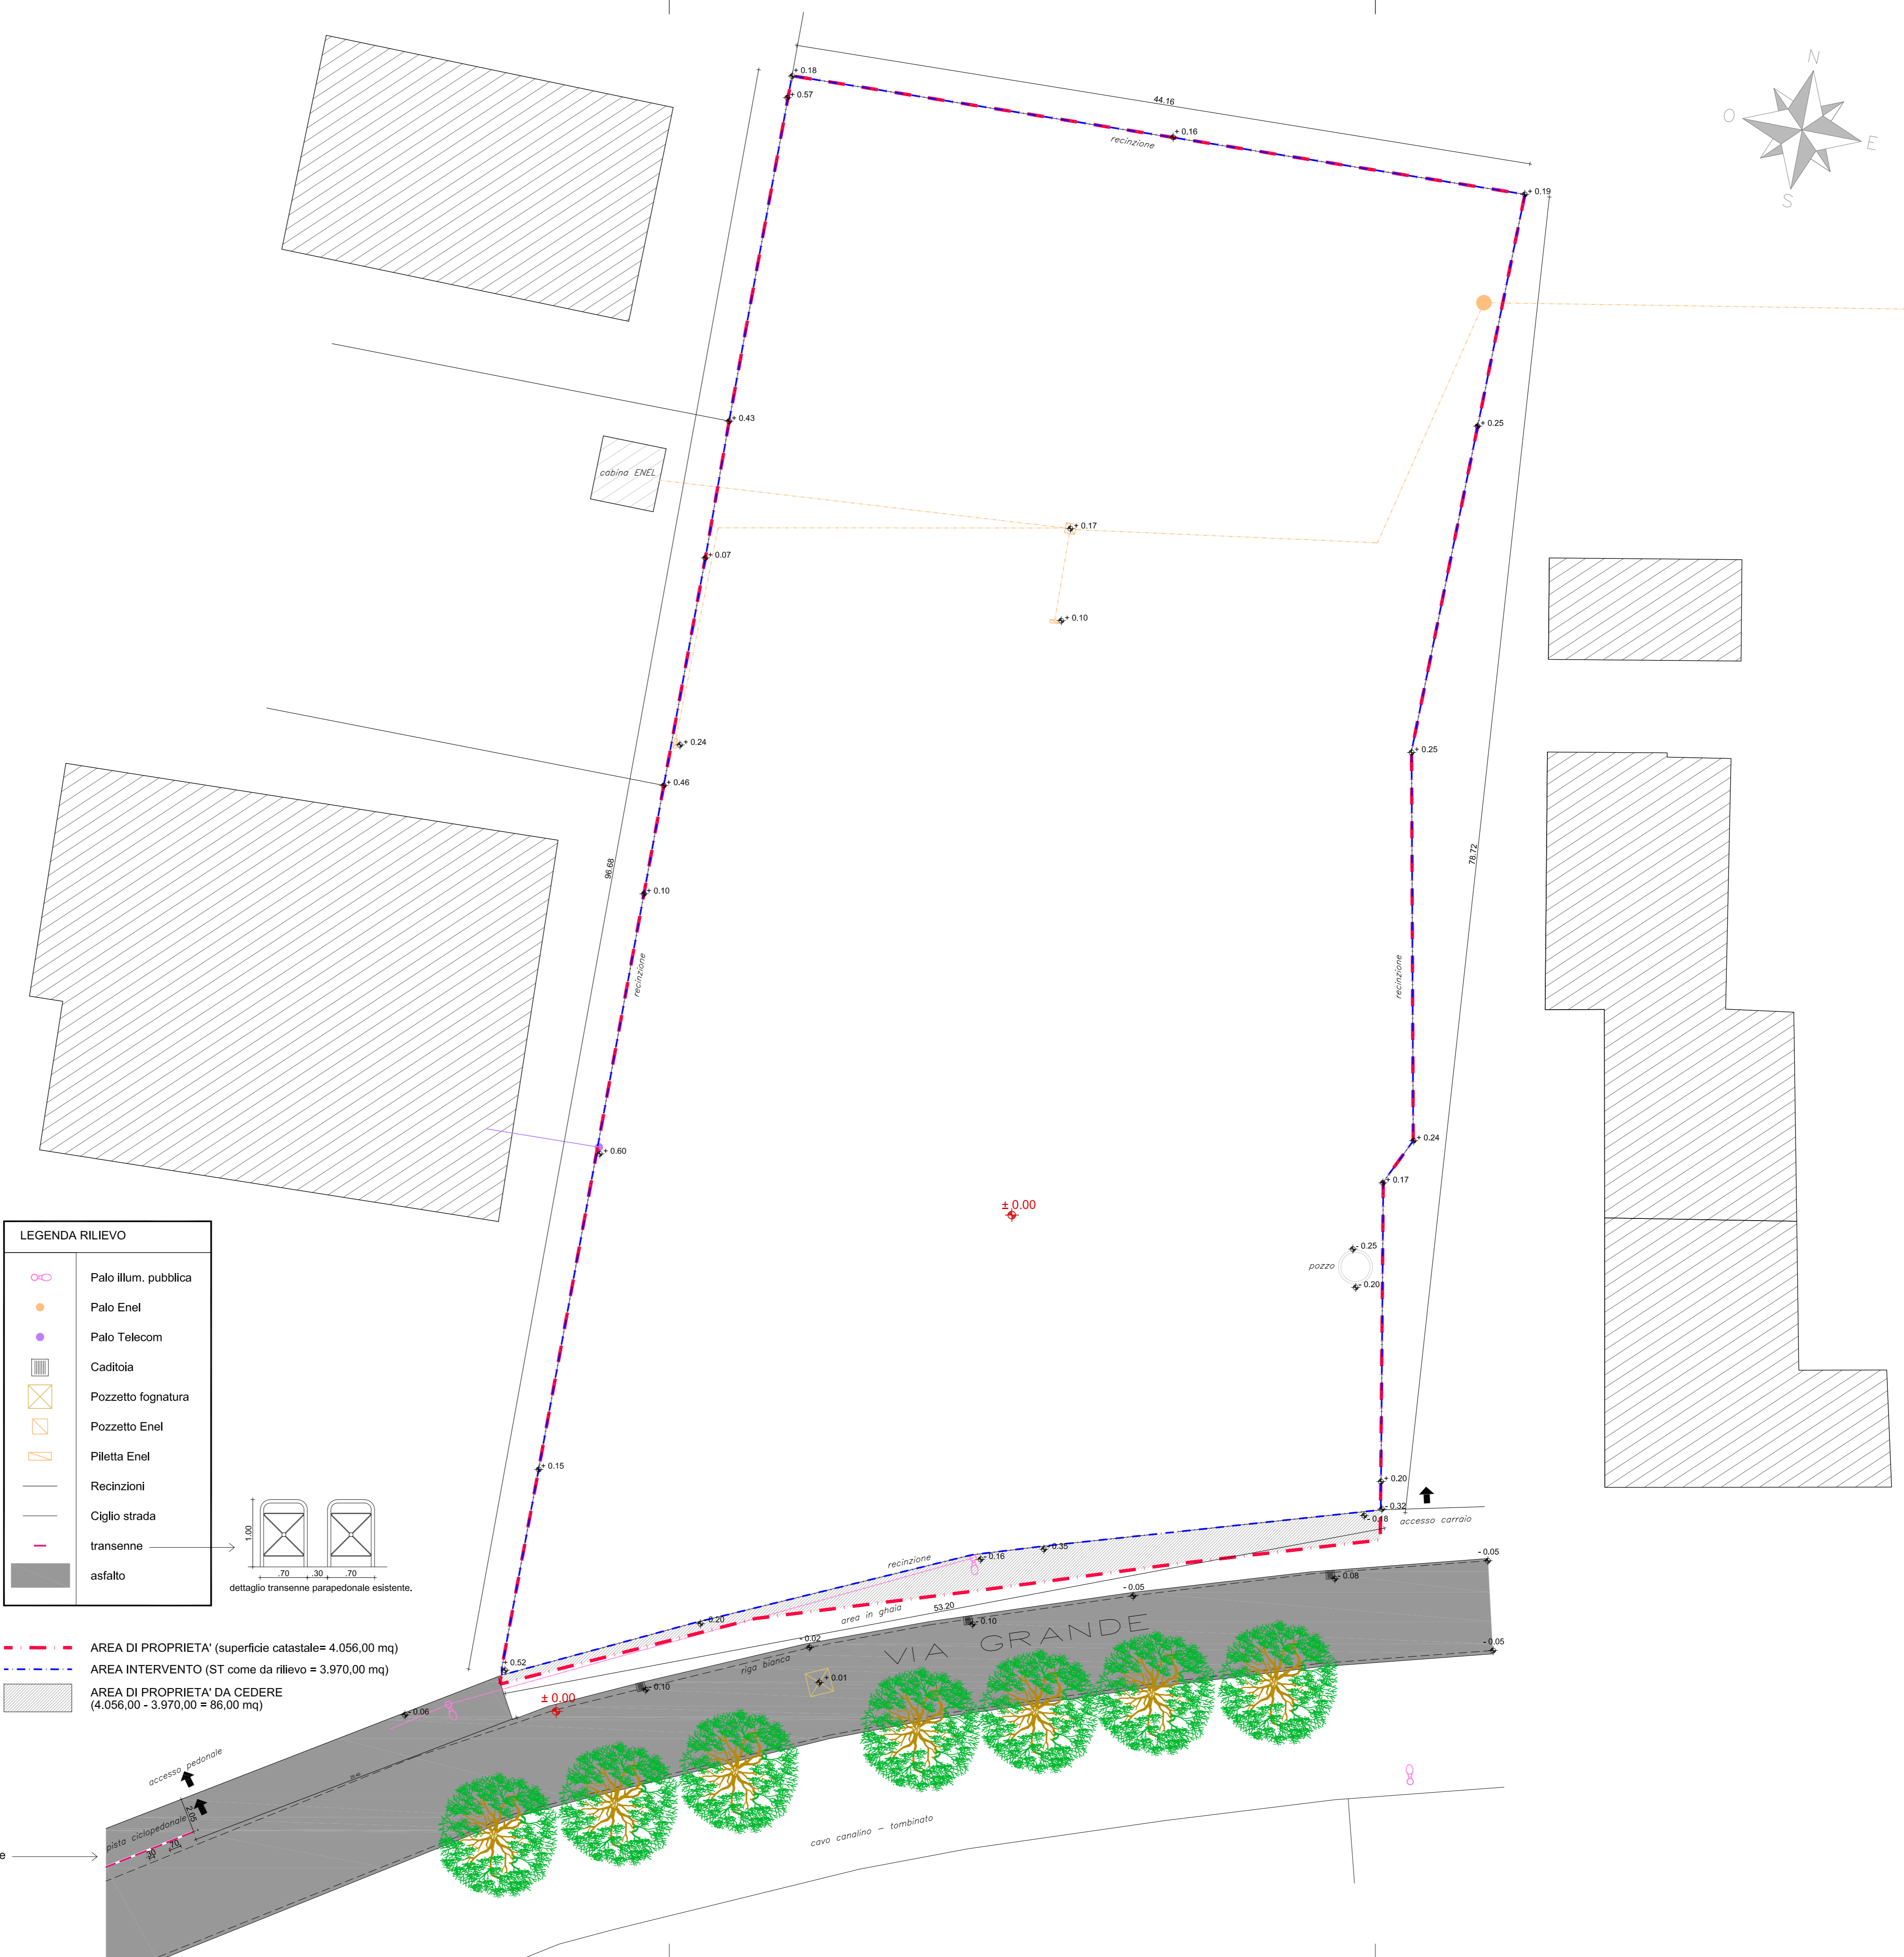 N
O
E
S
+ 0.18
+ 0.57
44.16
+ 0.16
recinzione
+ 0.19
+ 0.43
+ 0.25
cabina ENEL
+ 0.17
+ 0.07
+ 0.10
+ 0.24
+ 0.25
+ 0.46
96.68
78.72
+ 0.10
recinzione
recinzione
+ 0.24
+ 0.60
+ 0.17
± 0.00
- 0.25
pozzo
- 0.20
+ 0.15
+ 0.20
- 0.32
- 0.18
accesso carraio
LEGENDA RILIEVO
Palo illum. pubblica
Palo Enel
Palo Telecom
Caditoia
Pozzetto fognatura
Pozzetto Enel
Piletta Enel
Recinzioni
Ciglio strada
transenne
asfalto
1.00
.70
.30
.70
dettaglio transenne parapedonale esistente.
AREA DI PROPRIETA' (superficie catastale= 4.056,00 mq)
AREA INTERVENTO (ST come da rilievo = 3.970,00 mq)
AREA DI PROPRIETA' DA CEDERE
(4.056,00 - 3.970,00 = 86,00 mq)
recinzione
- 0.16
- 0.35
- 0.05
- 0.08
- 0.20
area in ghaia
53.20
- 0.05
- 0.10
VIA GRANDE
- 0.02
riga bianca
- 0.05
+ 0.52
+ 0.01
- 0.10
± 0.00
- 0.06
accesso pedonale
2.05
pista ciclopedonale
.70
.30
cavo canalino - tombinato
e